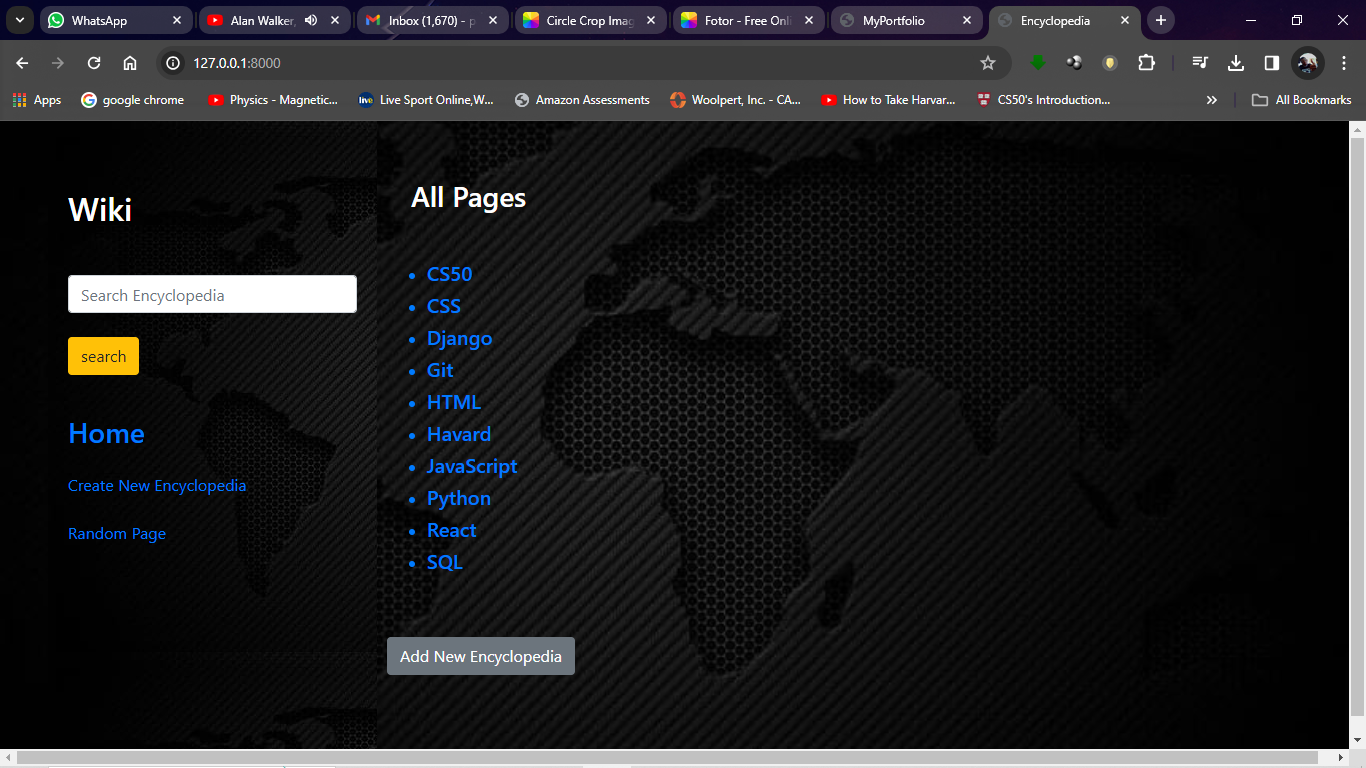 WhatsApp
Alan Walker,
Inbox (1,670) - p
Circle Crop Imag
Fotor - Free Onli
MyPortfolio
Encyclopedia
127.0.0.1:8000
Apps
google chrome
Physics - Magnetic...
live
Live Sport Online,W...
Amazon Assessments
Woolpert, Inc. - CA...
How to Take Harvar...
CS50's Introduction...
All Bookmarks
Wiki
Search Encyclopedia
search
Home
Create New Encyclopedia
Random Page
All Pages
CS50
CSS
Django
Git
HTML
Havard
JavaScript
Python
React
SQL
Add New Encyclopedia